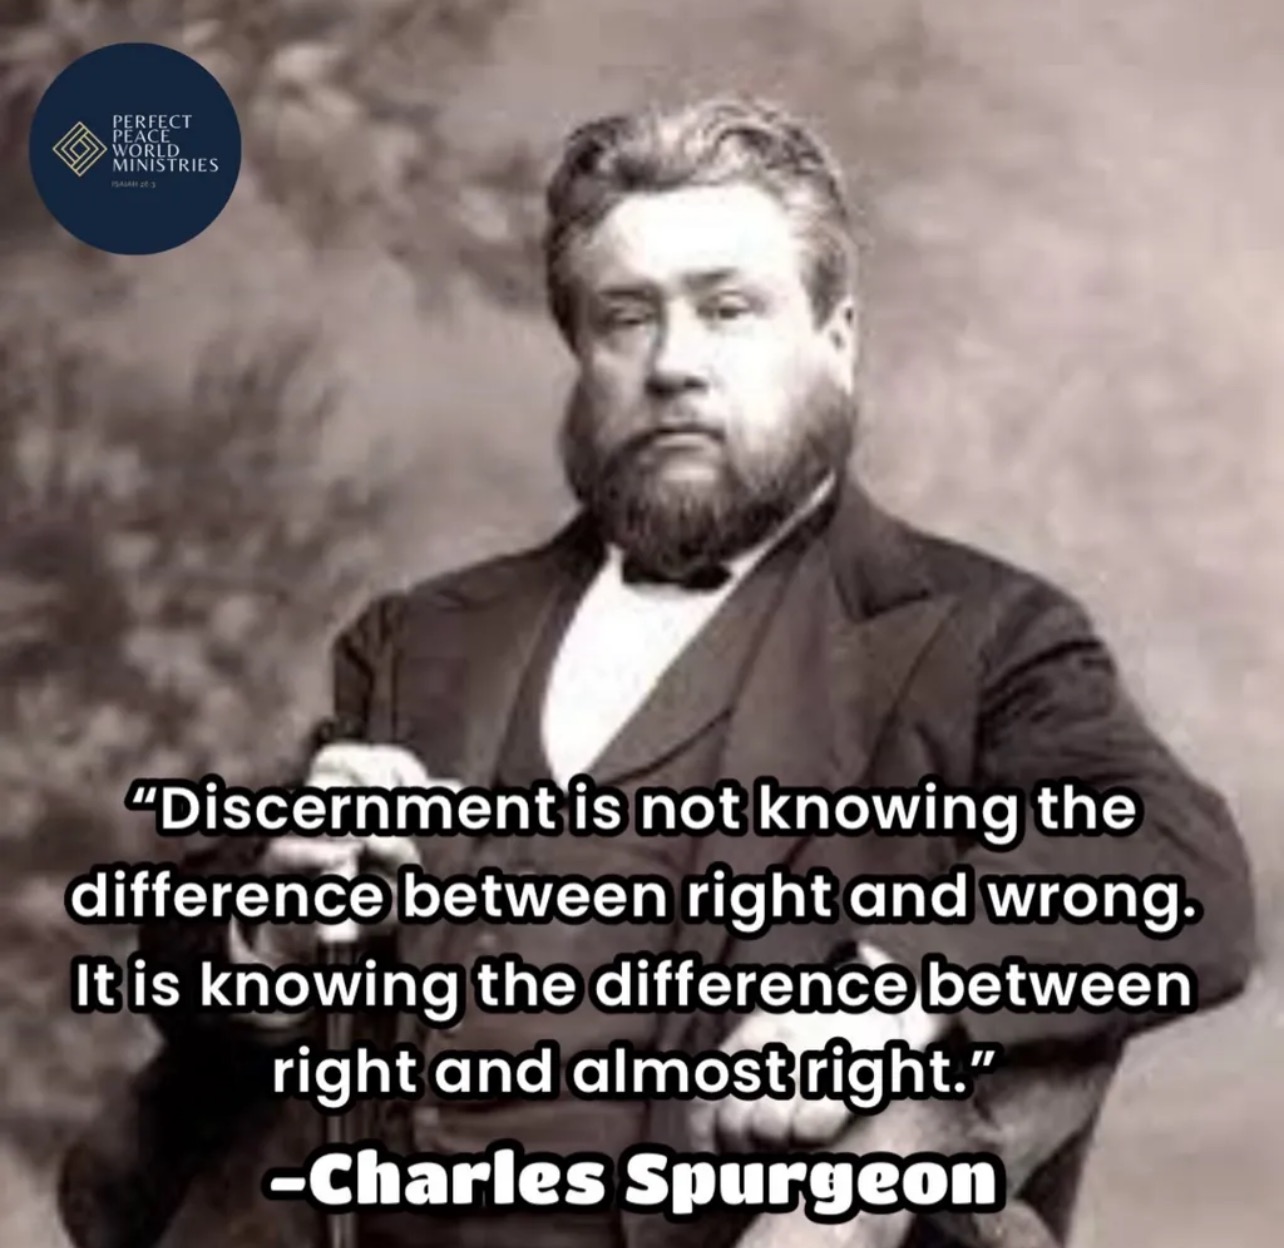 PERFECT
PEACE
WORLD
MINISTRIES
“Discernment is not knowing the
difference between right and wrong.
It is knowing the difference between
right and almost right.”
-Charles Spurgeon